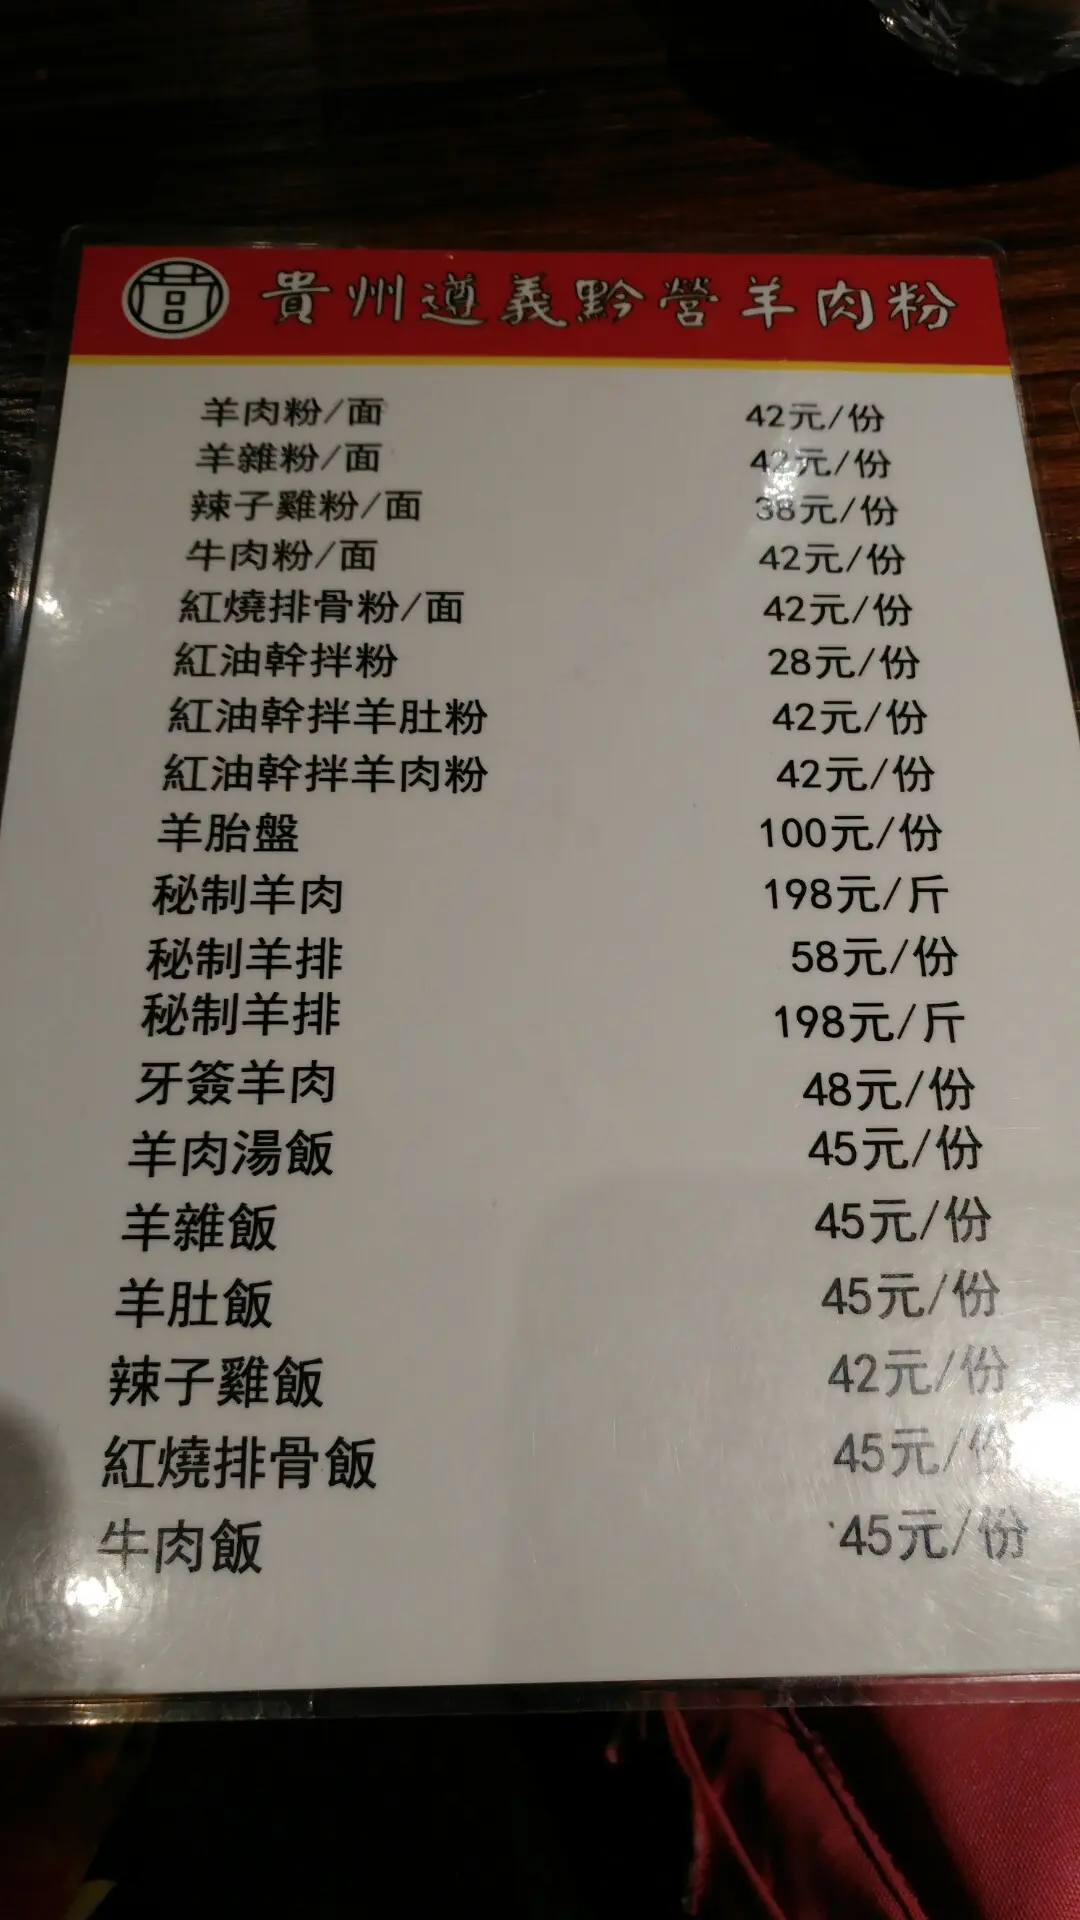 貴州遵義黔營羊肉粉
羊肉粉/面 42元/份
羊雜粉/面 42元/份
辣子雞粉/面 38元/份
牛肉粉/面 42元/份
紅燒排骨粉/面 42元/份
紅油幹拌粉 28元/份
紅油幹拌羊肚粉 42元/份
紅油幹拌羊肉粉 42元/份
羊胎盤 100元/份
秘制羊肉 198元/斤
秘制羊排 58元/份
秘制羊排 198元/斤
牙簽羊肉 48元/份
羊肉湯飯 45元/份
羊雜飯 45元/份
羊肚飯 45元/份
辣子雞飯 42元/份
紅燒排骨飯 45元/份
牛肉飯 45元/份